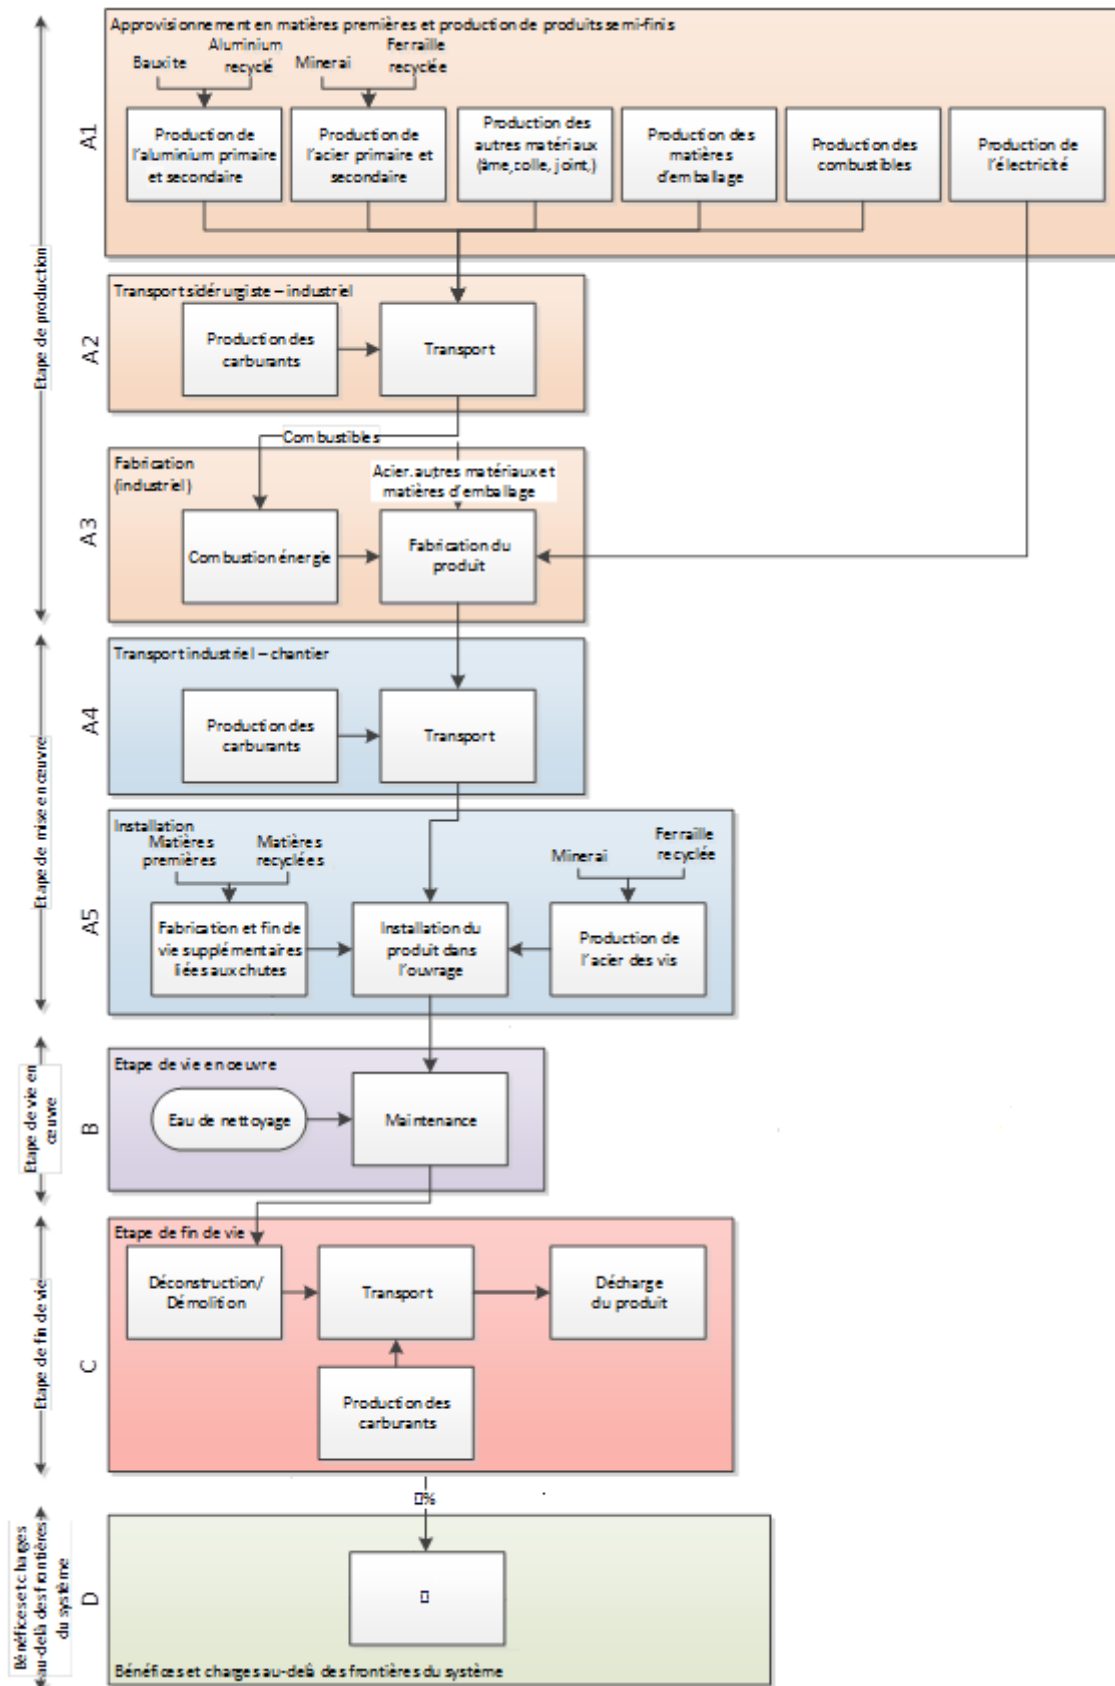 Approvisionnement en matières premières et production de produits semi-finis
Bauxite
Aluminium
recyclé
Minerai
Ferraille
recyclée
A1
Production de
l'aluminium primaire
et secondaire
Production de
l'acier primaire et
secondaire
Production des
autres matériaux
(âme,colle, joint,)
Production des
matières
d'emballage
Production des
combustibles
Production de
l'électricité
Etape de production
Transport sidérurgiste – industriel
A2
Production des
carburants
Transport
Combustibles
Fabrication
(industriel)
Acier.autres matériaux et
matières d'emballage
A3
Combustion énergie
Fabrication du
produit
Transport industriel – chantier
A4
Production des
carburants
Transport
Etape de mise en œuvre
Installation
Matières
premières
Matières
recyclées
Minerai
Ferraille
recyclée
A5
Fabrication et fin de
vie supplémentaires
liées aux chutes
Installation du
produit dans
l'ouvrage
Production de
l'acier des vis
Etape de vie en
œuvre
B
Etape de vie en oeuvre
Eau de nettoyage
Maintenance
Etape de fin de vie
C
Etape de fin de vie
Déconstruction/
Démolition
Transport
Décharge
du produit
Production des
carburants
%
Bénéfices et charges
au-delà des frontières
du système
D
Bénéfices et charges au-delà des frontières du système